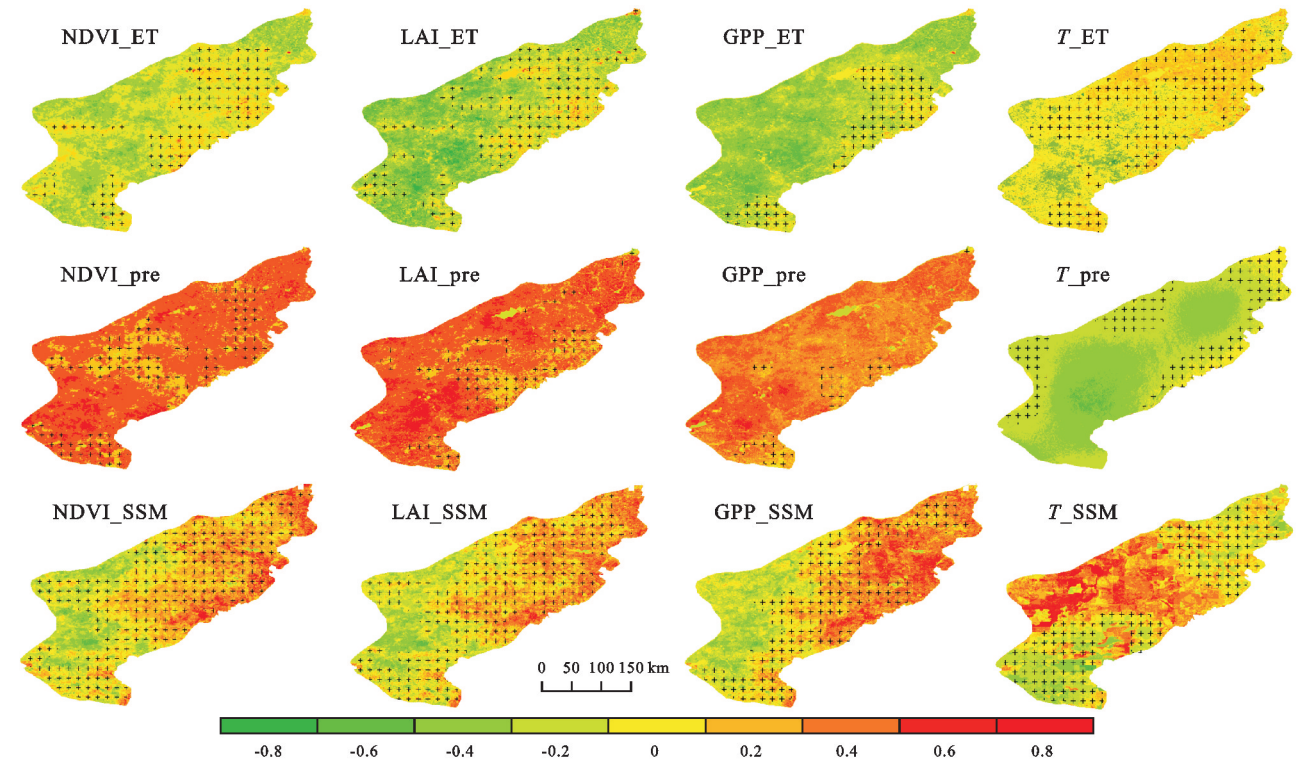 NDVI_ET LAI_ET GPP_ET T_ET
NDVI_pre LAI_pre GPP_pre T_pre
NDVI_SSM LAI_SSM GPP_SSM T_SSM
0 50 100 150 km
-0.8 -0.6 -0.4 -0.2 0 0.2 0.4 0.6 0.8